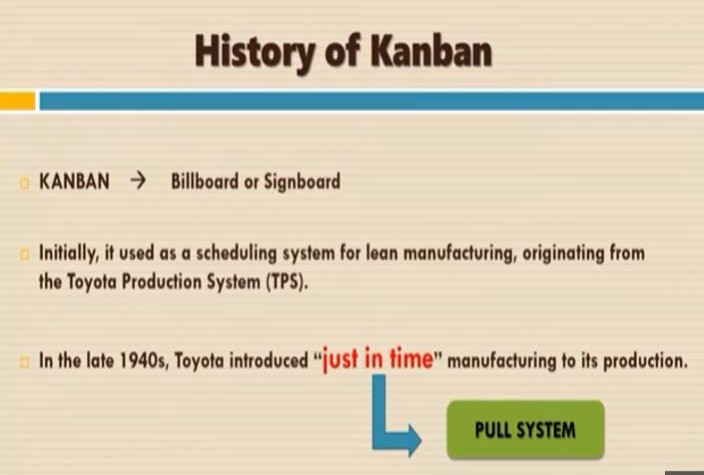 History of Kanban
KANBAN → Billboard or Signboard
Initially, it used as a scheduling system for lean manufacturing, originating from
the Toyota Production System (TPS).
In the late 1940s, Toyota introduced “just in time” manufacturing to its production.
PULL SYSTEM